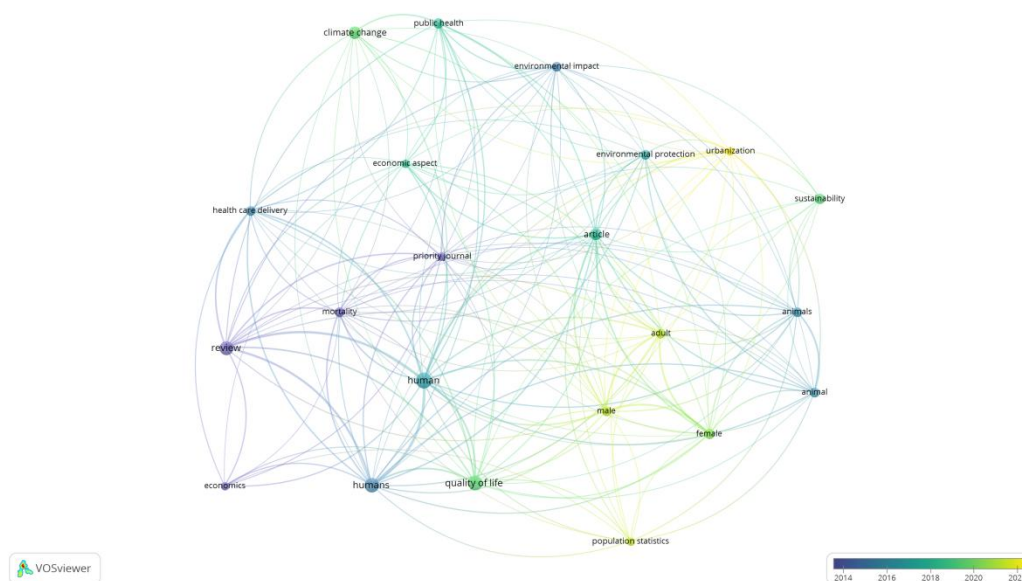 public health
climate change
environmental impact
environmental protection
urbanization
economic aspect
sustainability
health care delivery
article
priority journal
mortality
animals
adult
review
human
animal
male
female
quality of life
economics
humans
population statistics
VOSviewer
2014 2016 2018 2020